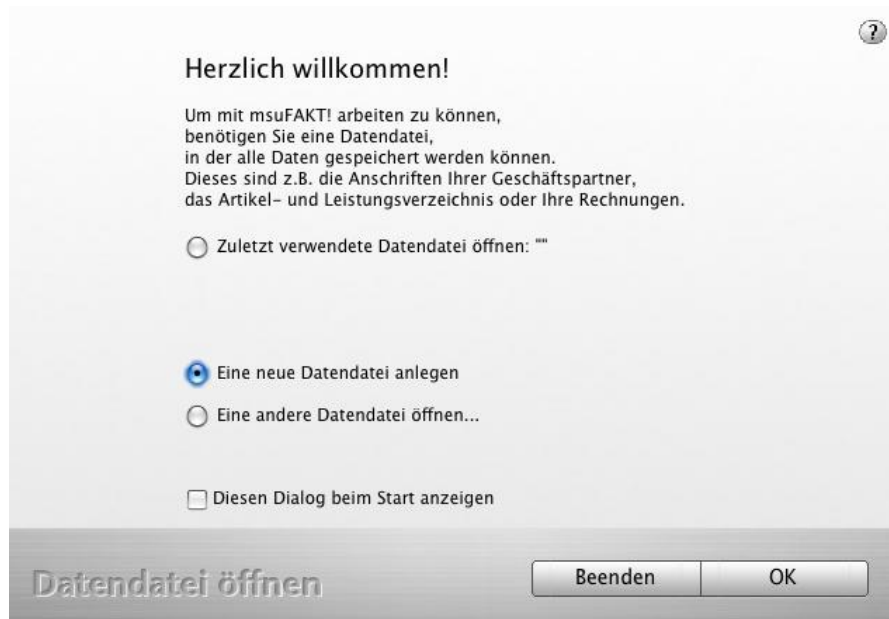 ?
Herzlich willkommen!
Um mit msuFAKT! arbeiten zu können,
benötigen Sie eine Datendatei,
in der alle Daten gespeichert werden können.
Dieses sind z.B. die Anschriften Ihrer Geschäftspartner,
das Artikel- und Leistungsverzeichnis oder Ihre Rechnungen.
Zuletzt verwendete Datendatei öffnen: ""
Eine neue Datendatei anlegen
Eine andere Datendatei öffnen...
Diesen Dialog beim Start anzeigen
Datendatei öffnen
Beenden
OK